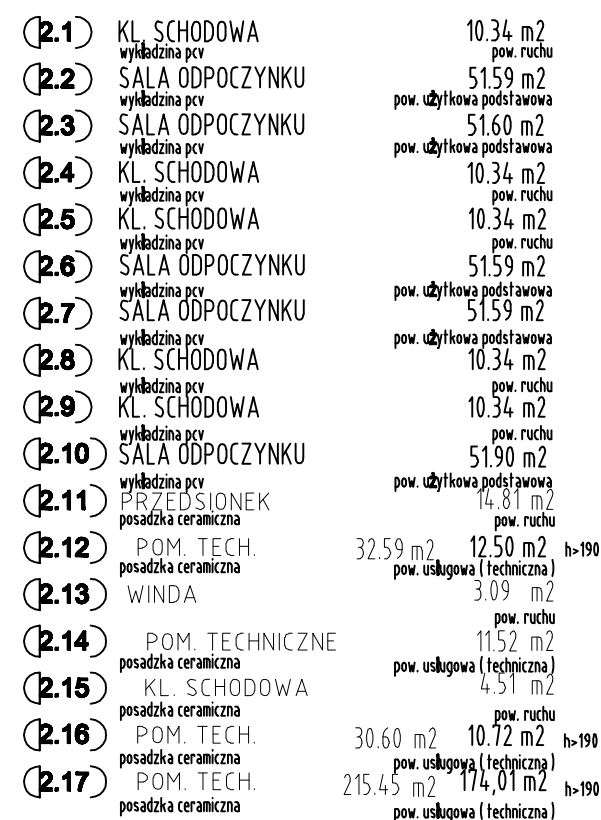 2.1 KL. SCHODOWA 10.34 m2
wykładzina pcv pow. ruchu
2.2 SALA ODPOCZYNKU 51.59 m2
wykładzina pcv pow. użytkowa podstawowa
2.3 SALA ODPOCZYNKU 51.60 m2
wykładzina pcv pow. użytkowa podstawowa
2.4 KL. SCHODOWA 10.34 m2
wykładzina pcv pow. ruchu
2.5 KL. SCHODOWA 10.34 m2
wykładzina pcv pow. ruchu
2.6 SALA ODPOCZYNKU 51.59 m2
wykładzina pcv pow. użytkowa podstawowa
2.7 SALA ODPOCZYNKU 51.59 m2
wykładzina pcv pow. użytkowa podstawowa
2.8 KL. SCHODOWA 10.34 m2
wykładzina pcv pow. ruchu
2.9 KL. SCHODOWA 10.34 m2
wykładzina pcv pow. ruchu
2.10 SALA ODPOCZYNKU 51.90 m2
wykładzina pcv pow. użytkowa podstawowa
2.11 PRZEDSIONEK 14.81 m2
posadzka ceramiczna pow. ruchu
2.12 POM. TECH. 32.59 m2 12.50 m2 h>190
posadzka ceramiczna pow. usługowa ( techniczna )
2.13 WINDA 3.09 m2
pow. ruchu
2.14 POM. TECHNICZNE 11.52 m2
posadzka ceramiczna pow. usługowa ( techniczna )
2.15 KL. SCHODOWA 4.51 m2
posadzka ceramiczna pow. ruchu
2.16 POM. TECH. 30.60 m2 10.72 m2 h>190
posadzka ceramiczna pow. usługowa ( techniczna )
2.17 POM. TECH. 215.45 m2 174,01 m2 h>190
posadzka ceramiczna pow. usługowa ( techniczna )